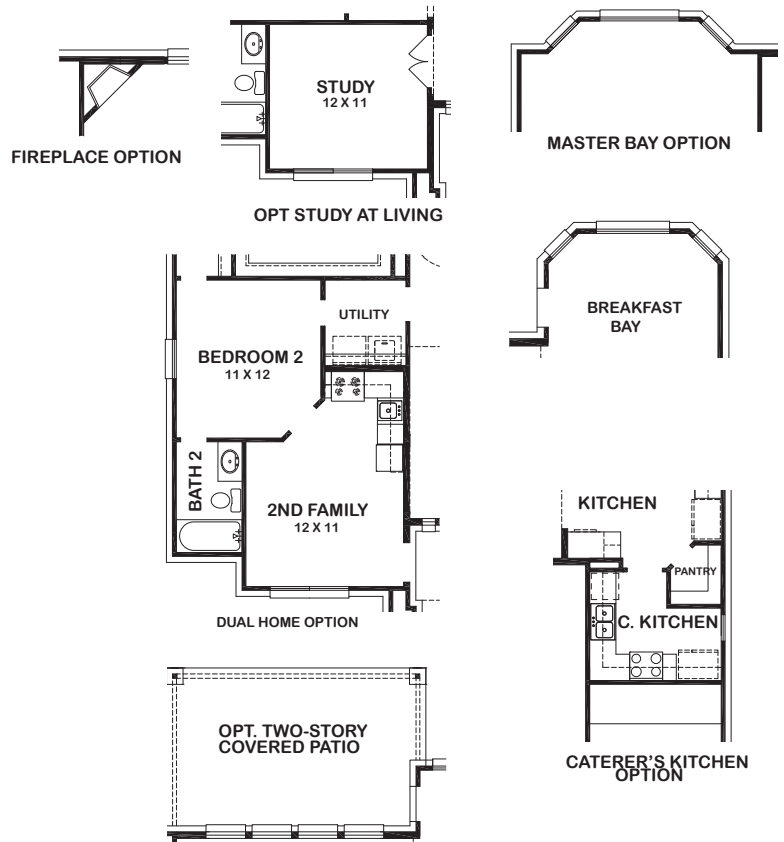 FIREPLACE OPTION
STUDY
12 X 11
OPT STUDY AT LIVING
MASTER BAY OPTION
UTILITY
BEDROOM 2
11 X 12
BATH 2
2ND FAMILY
12 X 11
DUAL HOME OPTION
BREAKFAST
BAY
KITCHEN
PANTRY
C. KITCHEN
CATERER'S KITCHEN
OPTION
OPT. TWO-STORY
COVERED PATIO